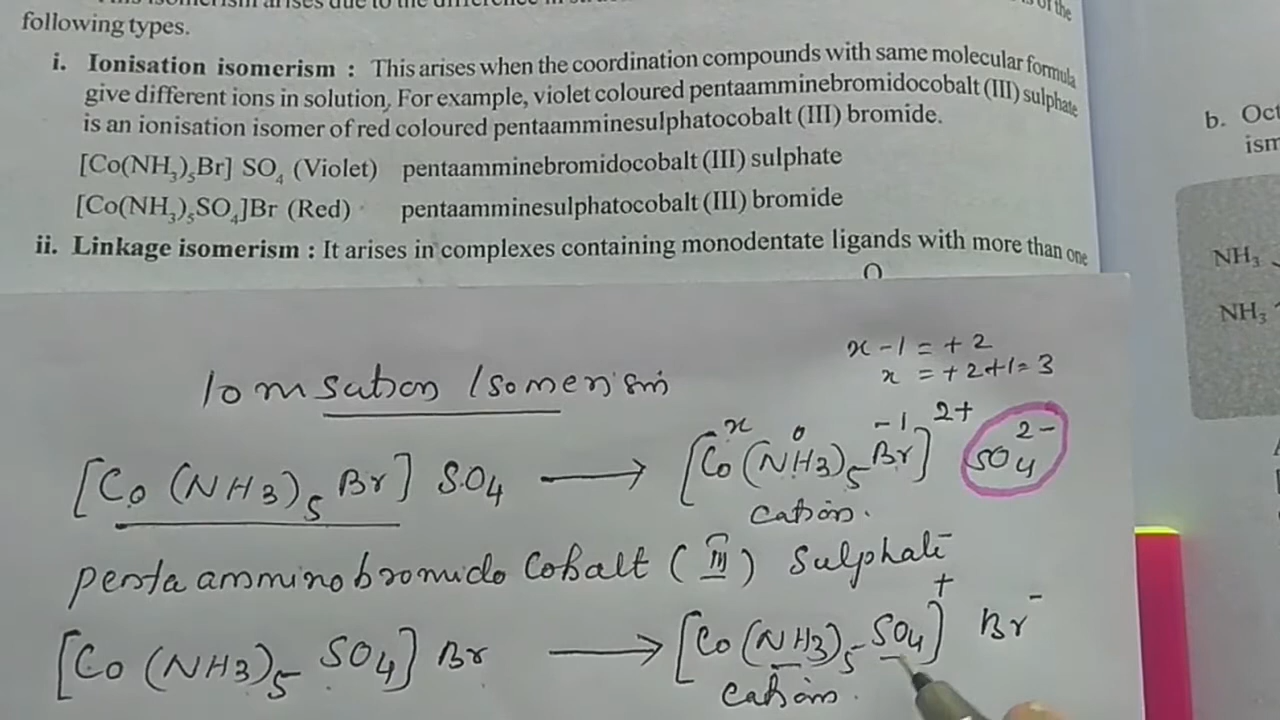 following types.
i. Ionisation isomerism : This arises when the coordination compounds with same molecular formula
give different ions in solution, For example, violet coloured pentaamminebromidocobalt (III) sulphate
is an ionisation isomer of red coloured pentaamminesulphatocobalt (III) bromide.
[Co(NH₃)₅Br] SO₄ (Violet) pentaamminebromidocobalt (III) sulphate
[Co(NH₃)₅SO₄]Br (Red) pentaamminesulphatocobalt (III) bromide
ii. Linkage isomerism : It arises in complexes containing monodentate ligands with more than one
O
b. Oct
ism
NH₃
NH₃
x - 1 = + 2
x = + 2 + 1 = 3
Ionisation Isomerism
[Co (NH3)₅ Br] SO₄ → [Co (NH3)₅ Br]²⁺ SO₄²⁻
x 0 -1
Cation.
penta ammino bromido Cobalt (III) Sulphate
[Co (NH3)₅ SO₄] Br → [Co (NH3)₅ SO₄]⁺ Br⁻
Cation.